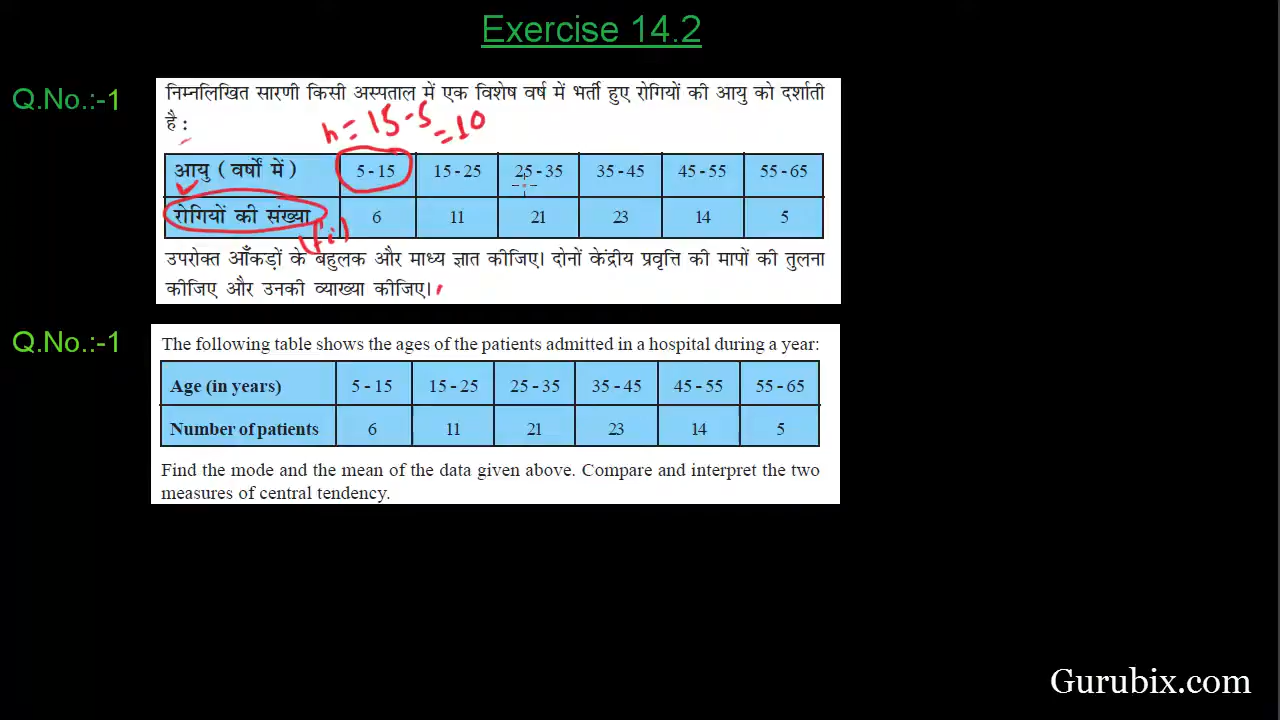 Exercise 14.2
Q.No.:-1
निम्नलिखित सारणी किसी अस्पताल में एक विशेष वर्ष में भर्ती हुए रोगियों की आयु को दर्शाती
है :
h = 15 - 5
= 10
आयु ( वर्षों में ) 5 - 15 15 - 25 25 - 35 35 - 45 45 - 55 55 - 65
रोगियों की संख्या 6 11 21 23 14 5
(fi)
उपरोक्त आँकड़ों के बहुलक और माध्य ज्ञात कीजिए। दोनों केंद्रीय प्रवृत्ति की मापों की तुलना
कीजिए और उनकी व्याख्या कीजिए।
Q.No.:-1
The following table shows the ages of the patients admitted in a hospital during a year:
Age (in years) 5 - 15 15 - 25 25 - 35 35 - 45 45 - 55 55 - 65
Number of patients 6 11 21 23 14 5
Find the mode and the mean of the data given above. Compare and interpret the two
measures of central tendency.
Gurubix.com